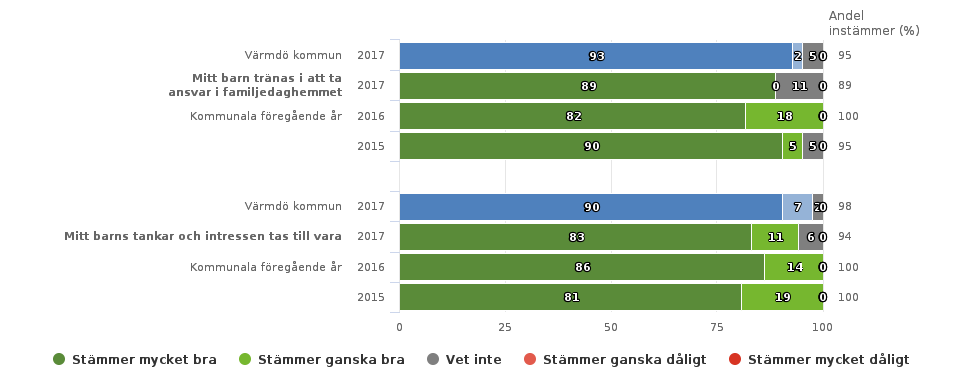 Andel
instämmer (%)
Värmdö kommun 2017 93 2 5 0 95
Mitt barn tränas i att ta
ansvar i familjedaghemmet 2017 89 0 11 0 89
Kommunala föregående år 2016 82 18 0 100
2015 90 5 5 0 95
Värmdö kommun 2017 90 7 2 0 98
Mitt barns tankar och intressen tas till vara 2017 83 11 6 0 94
Kommunala föregående år 2016 86 14 0 100
2015 81 19 0 100
0 25 50 75 100
Stämmer mycket bra Stämmer ganska bra Vet inte Stämmer ganska dåligt Stämmer mycket dåligt